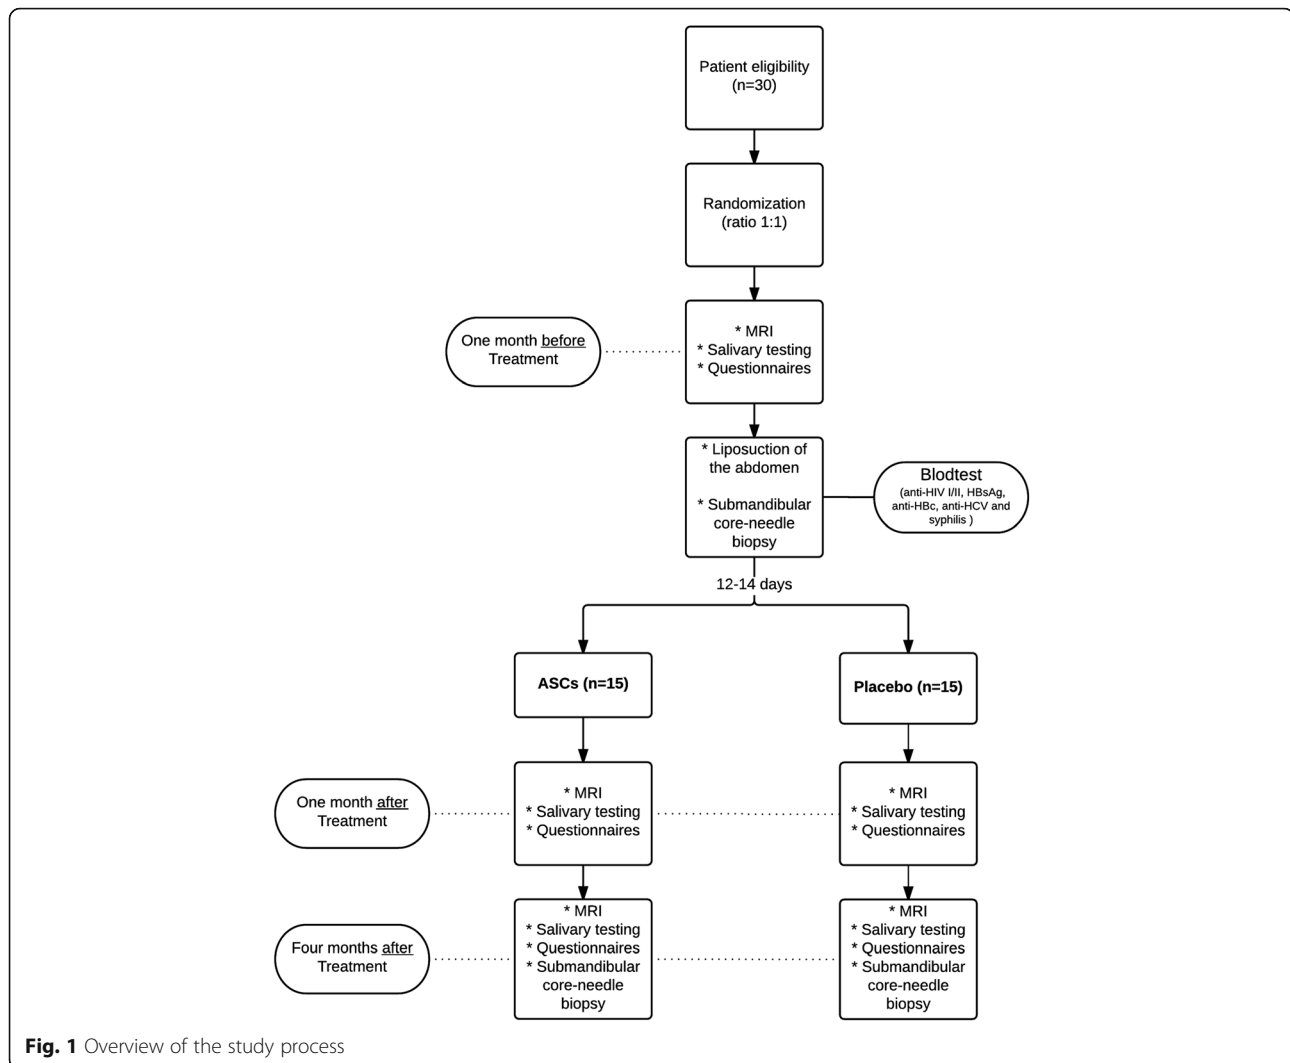 Patient eligibility
(n=30)
Randomization
(ratio 1:1)
One month before
Treatment
* MRI
* Salivary testing
* Questionnaires
* Liposuction of
the abdomen
* Submandibular
core-needle
biopsy
Blodtest
(anti-HIV I/II, HBsAg,
anti-HBc, anti-HCV and
syphilis )
12-14 days
ASCs (n=15)
Placebo (n=15)
One month after
Treatment
* MRI
* Salivary testing
* Questionnaires
* MRI
* Salivary testing
* Questionnaires
Four months after
Treatment
* MRI
* Salivary testing
* Questionnaires
* Submandibular
core-needle
biopsy
* MRI
* Salivary testing
* Questionnaires
* Submandibular
core-needle
biopsy
Fig. 1 Overview of the study process